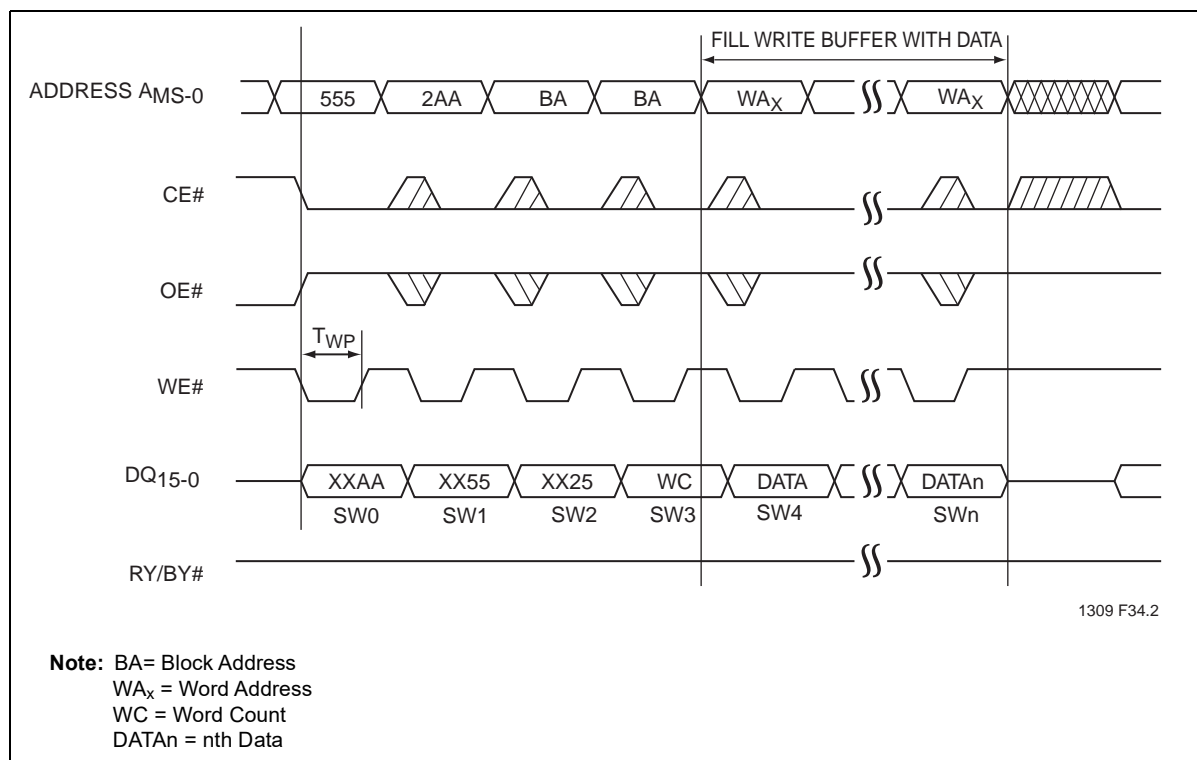 FILL WRITE BUFFER WITH DATA
ADDRESS AMS-0
555 2AA BA BA WAX WAX
CE#
OE#
TWP
WE#
DQ15-0
XXAA XX55 XX25 WC DATA DATAn
SW0 SW1 SW2 SW3 SW4 SWn
RY/BY#
1309 F34.2
Note: BA= Block Address
WAx = Word Address
WC = Word Count
DATAn = nth Data